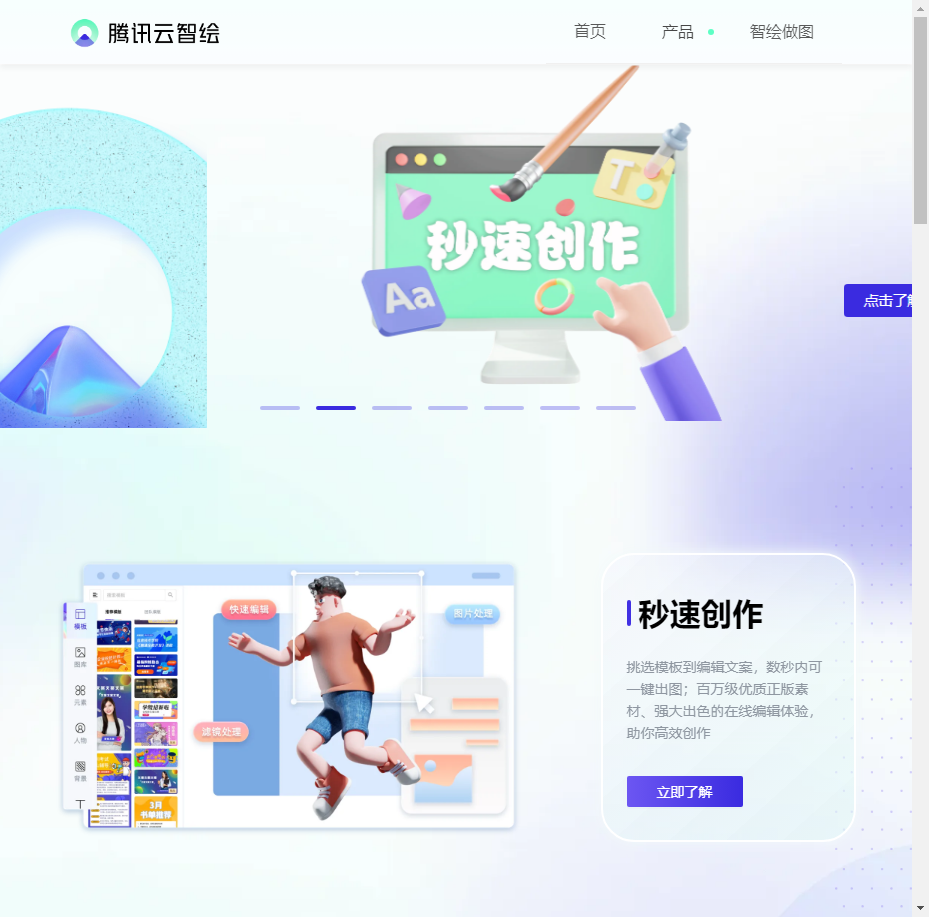 腾讯云智绘
首页
产品
智绘做图
T
秒速创作
Aa
点击了解
快速编辑
图片处理
模板
图库
元素
人物
滤镜处理
背景
3月
书单推荐
秒速创作
挑选模板到编辑文案，数秒内可
一键出图；百万级优质正版素
材、强大出色的在线编辑体验，
助你高效创作
立即了解